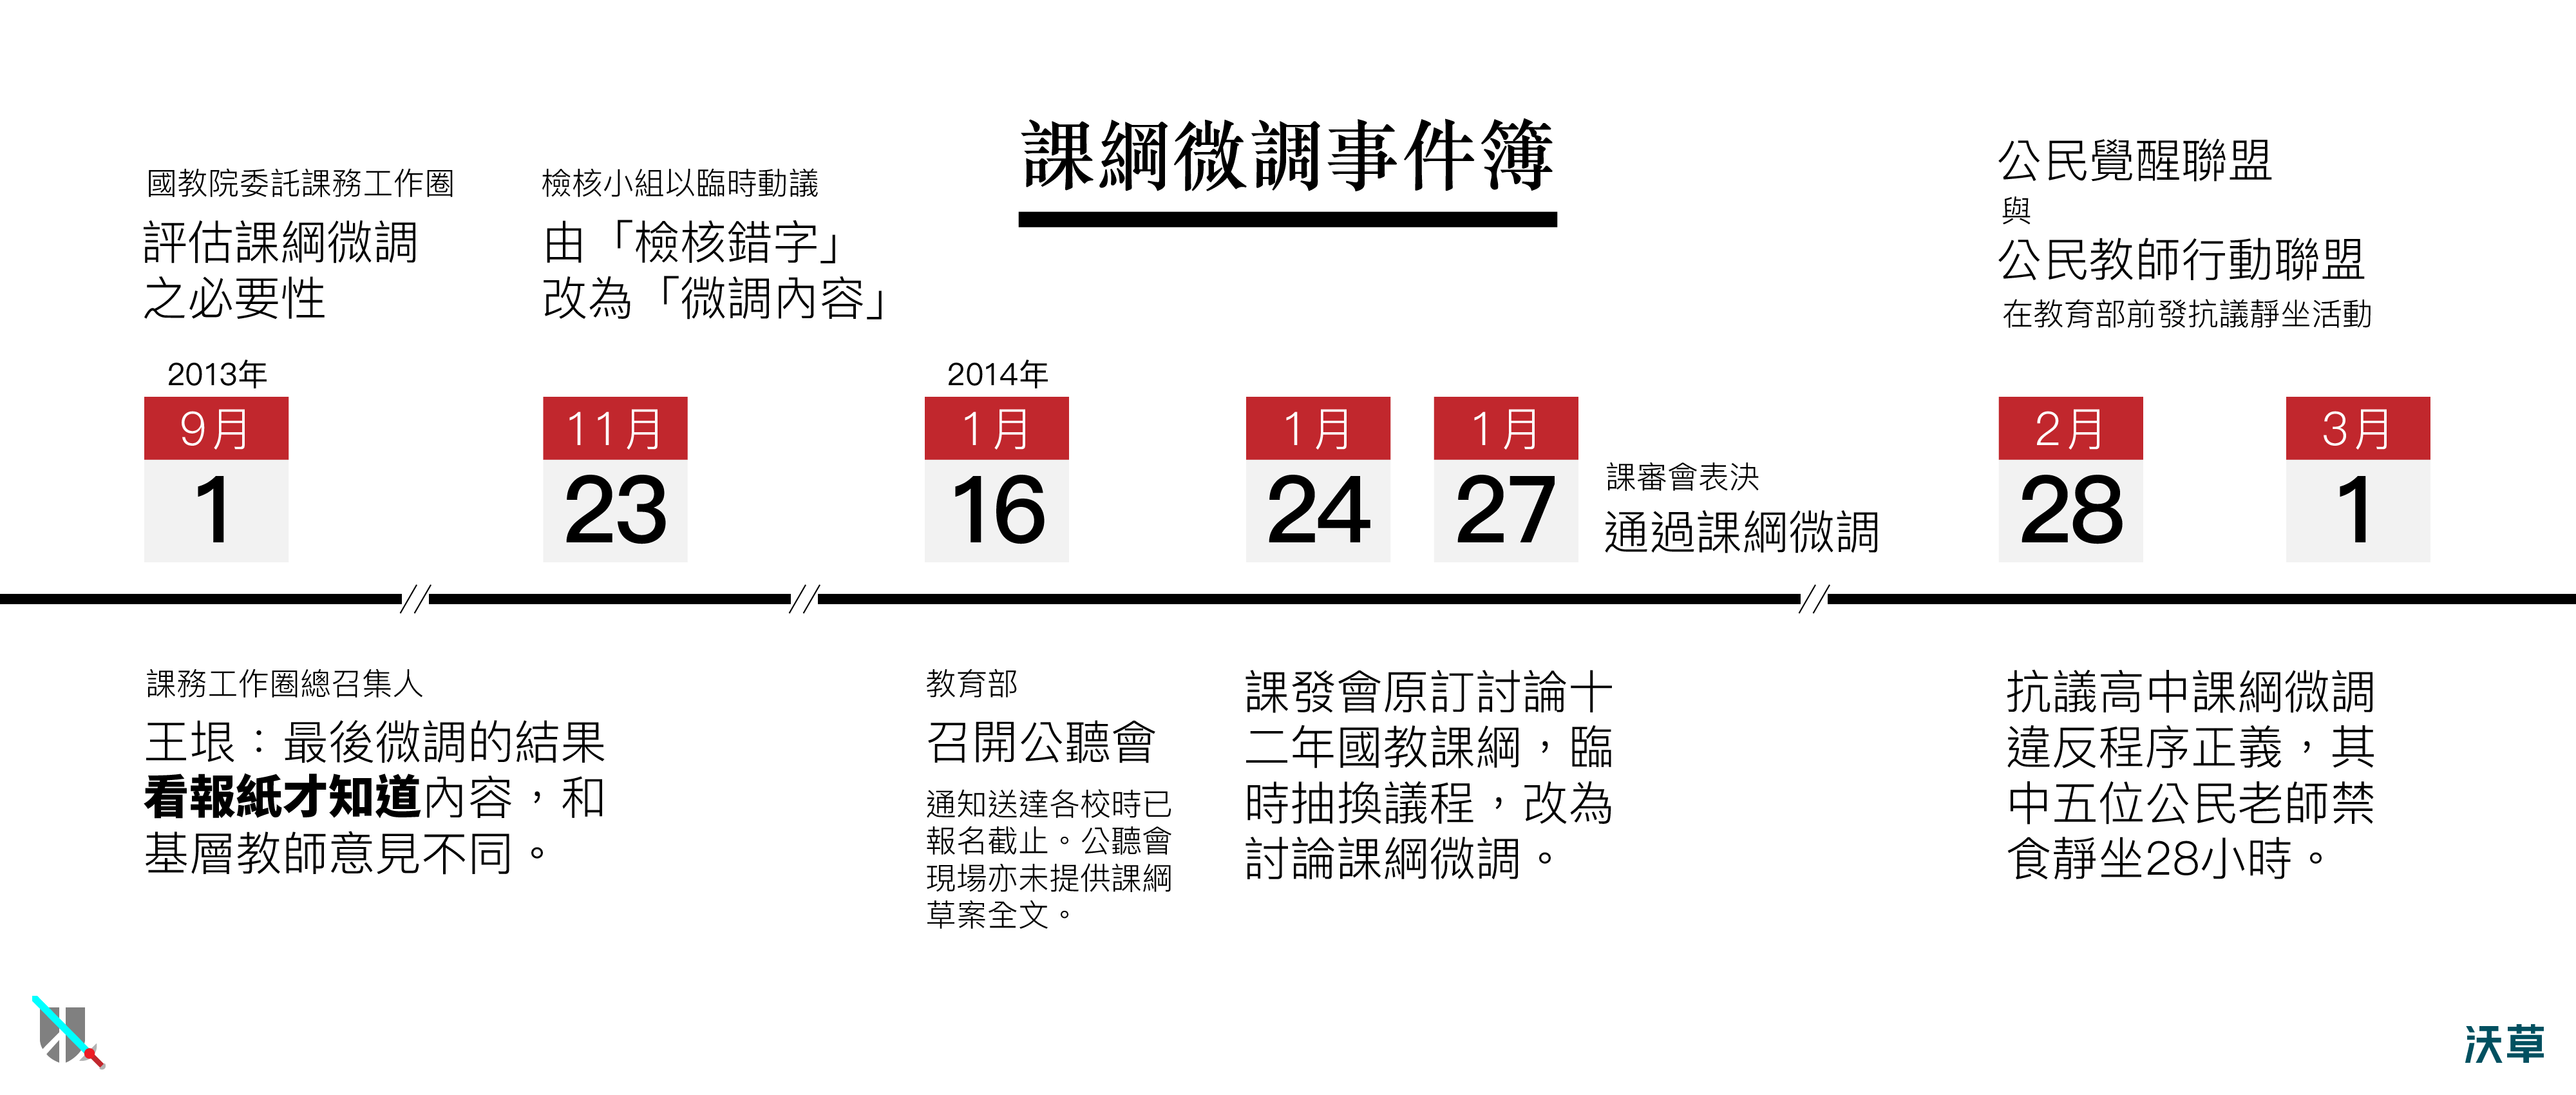 課綱微調事件簿
國教院委託課務工作圈
評估課綱微調
之必要性
2013年
9月
1
課務工作圈總召集人
王垠：最後微調的結果
看報紙才知道內容，和
基層教師意見不同。
檢核小組以臨時動議
由「檢核錯字」
改為「微調內容」
11月
23
2014年
1月
16
教育部
召開公聽會
通知送達各校時已
報名截止。公聽會
現場亦未提供課綱
草案全文。
1月
24
課發會原訂討論十
二年國教課綱，臨
時抽換議程，改為
討論課綱微調。
1月
27
課審會表決
通過課綱微調
公民覺醒聯盟
與
公民教師行動聯盟
在教育部前發抗議靜坐活動
2月
28
3月
1
抗議高中課綱微調
違反程序正義，其
中五位公民老師禁
食靜坐28小時。
沃草